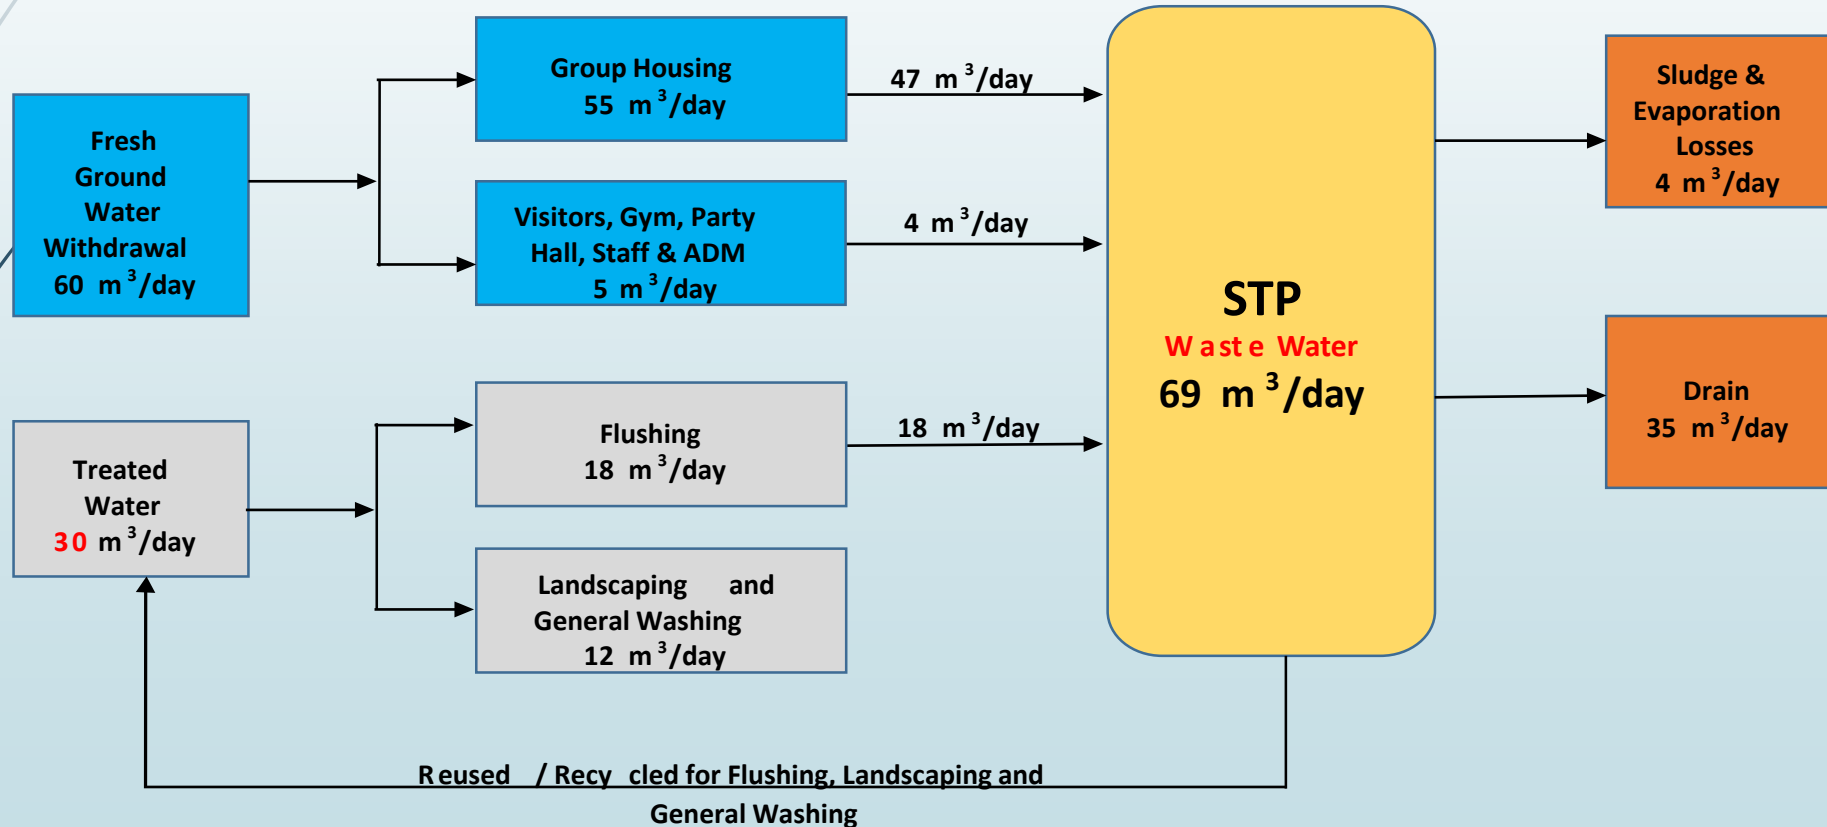 Fresh
Ground
Water
Withdrawal
60 m³/day
Group Housing
55 m³/day
47 m³/day
Visitors, Gym, Party
Hall, Staff & ADM
5 m³/day
4 m³/day
Treated
Water
30 m³/day
Flushing
18 m³/day
18 m³/day
Landscaping and
General Washing
12 m³/day
STP
Waste Water
69 m³/day
Sludge &
Evaporation
Losses
4 m³/day
Drain
35 m³/day
Reused / Recycled for Flushing, Landscaping and
General Washing